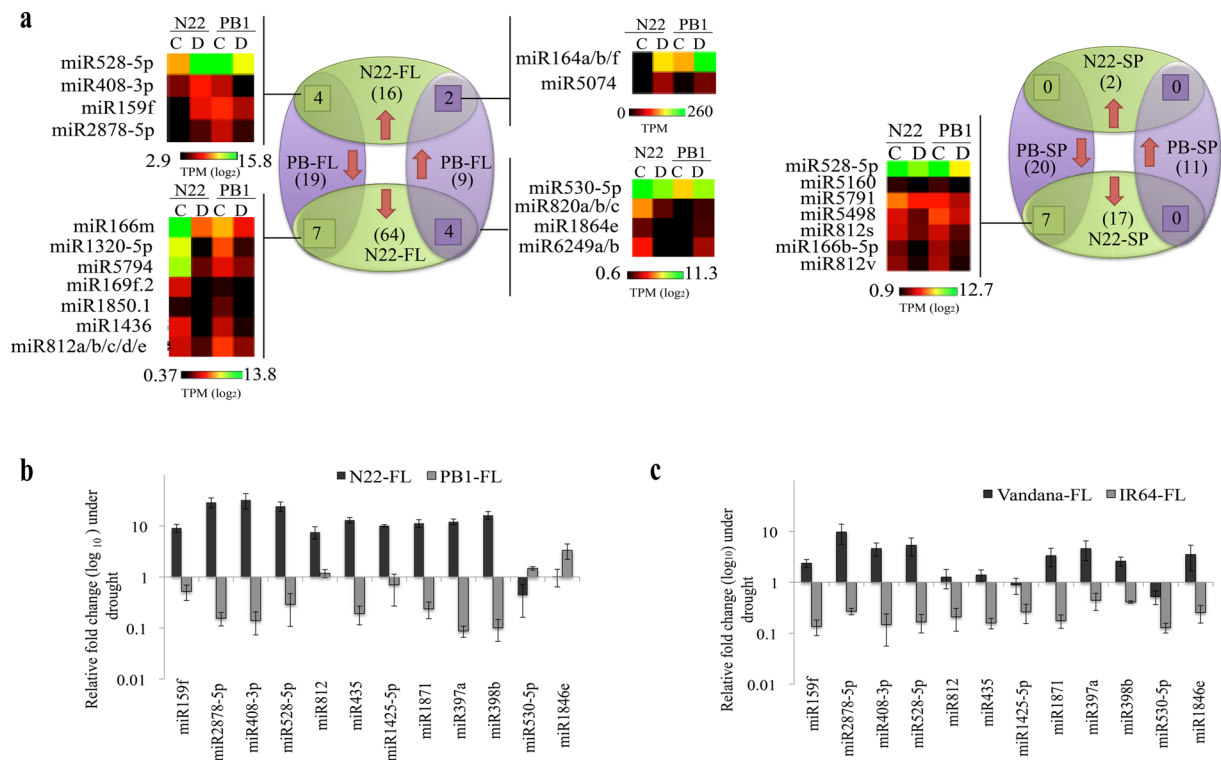 a
N22 PB1
C D C D
miR528-5p
miR408-3p
miR159f
miR2878-5p
2.9 15.8
TPM (log2)
N22 PB1
C D C D
miR166m
miR1320-5p
miR5794
miR169f.2
miR1850.1
miR1436
miR812a/b/c/d/e
0.37 13.8
TPM (log2)
4
N22-FL
(16)
2
PB-FL
(19)
PB-FL
(9)
7
(64)
N22-FL
4
N22 PB1
C D C D
miR164a/b/f
miR5074
0 260
TPM
N22 PB1
C D C D
miR530-5p
miR820a/b/c
miR1864e
miR6249a/b
0.6 11.3
TPM (log2)
N22 PB1
C D C D
miR528-5p
miR5160
miR5791
miR5498
miR812s
miR166b-5p
miR812v
0.9 12.7
TPM (log2)
N22-SP
(2)
0
0
PB-SP
(20)
PB-SP
(11)
7
(17)
N22-SP
0
b
N22-FL PB1-FL
Relative fold change (log 10 ) under
drought
10
1
0.1
0.01
miR159f
miR2878-5p
miR408-3p
miR528-5p
miR812
miR435
miR1425-5p
miR1871
miR397a
miR398b
miR530-5p
miR1846e
c
Vandana-FL IR64-FL
Relative fold change (log10) under
drought
10
1
0.1
0.01
miR159f
miR2878-5p
miR408-3p
miR528-5p
miR812
miR435
miR1425-5p
miR1871
miR397a
miR398b
miR530-5p
miR1846e